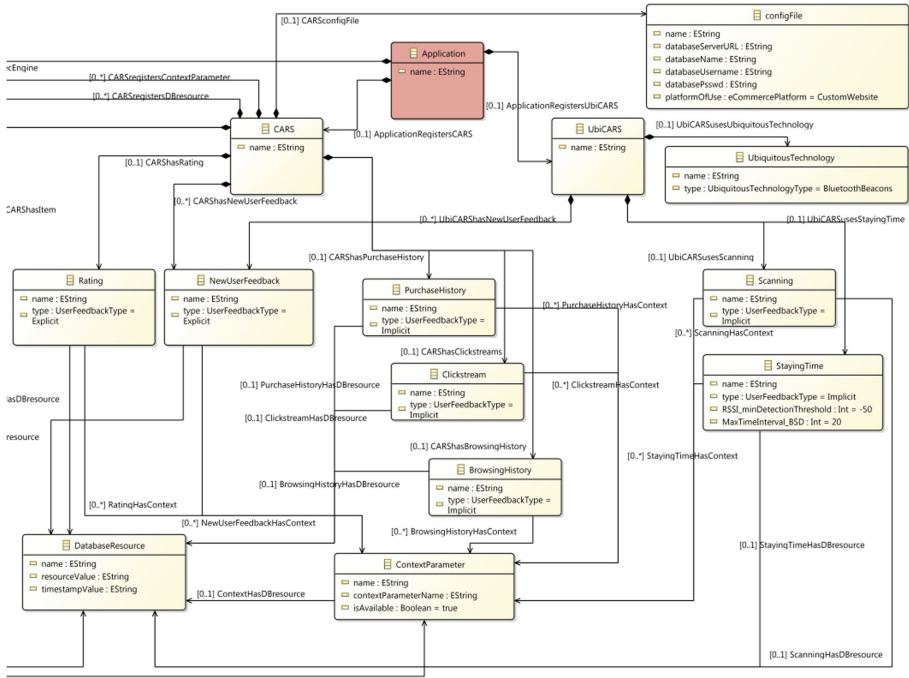 [0..1] CARSconfigFile
configFile
name : EString
databaseServerURL : EString
databaseName : EString
databaseUsername : EString
databasePsswd : EString
platformOfUse : eCommercePlatform = CustomWebsite
Application
name : EString
ecEngine
[0..*] CARSregistersContextParameter
[0..*] CARSregistersDBresource
[0..1] ApplicationRegistersUbiCARS
[0..1] ApplicationRegistersCARS
CARS
name : EString
UbiCARS
name : EString
[0..1] UbiCARSusesUbiquitousTechnology
UbiquitousTechnology
name : EString
type : UbiquitousTechnologyType = BluetoothBeacons
[0..1] CARShasRating
[0..*] CARShasNewUserFeedback
CARShasItem
[0..*] UbiCARShasNewUserFeedback
[0..1] UbiCARSusesStayingTime
[0..1] CARShasPurchaseHistory
[0..1] UbiCARSusesScanning
Rating
name : EString
type : UserFeedbackType =
Explicit
NewUserFeedback
name : EString
type : UserFeedbackType =
Explicit
PurchaseHistory
name : EString
type : UserFeedbackType =
Implicit
[0..*] PurchaseHistoryHasContext
Scanning
name : EString
type : UserFeedbackType =
Implicit
[0..*] ScanningHasContext
[0..1] CARShasClickstreams
Clickstream
name : EString
type : UserFeedbackType =
Implicit
[0..1] PurchaseHistoryHasDBresource
[0..*] ClickstreamHasContext
StayingTime
name : EString
type : UserFeedbackType = Implicit
RSSI_minDetectionThreshold : Int = -50
MaxTimeInterval_BSD : Int = 20
asDBresource
[0..1] ClickstreamHasDBresource
resource
[0..1] CARShasBrowsingHistory
[0..*] StayingTimeHasContext
BrowsingHistory
name : EString
type : UserFeedbackType =
Implicit
[0..1] BrowsingHistoryHasDBresource
[0..*] RatingHasContext
[0..*] NewUserFeedbackHasContext
[0..*] BrowsingHistoryHasContext
[0..1] StayingTimeHasDBresource
DatabaseResource
name : EString
resourceValue : EString
timestampValue : EString
ContextParameter
name : EString
contextParameterName : EString
isAvailable : Boolean = true
[0..1] ContextHasDBresource
[0..1] ScanningHasDBresource